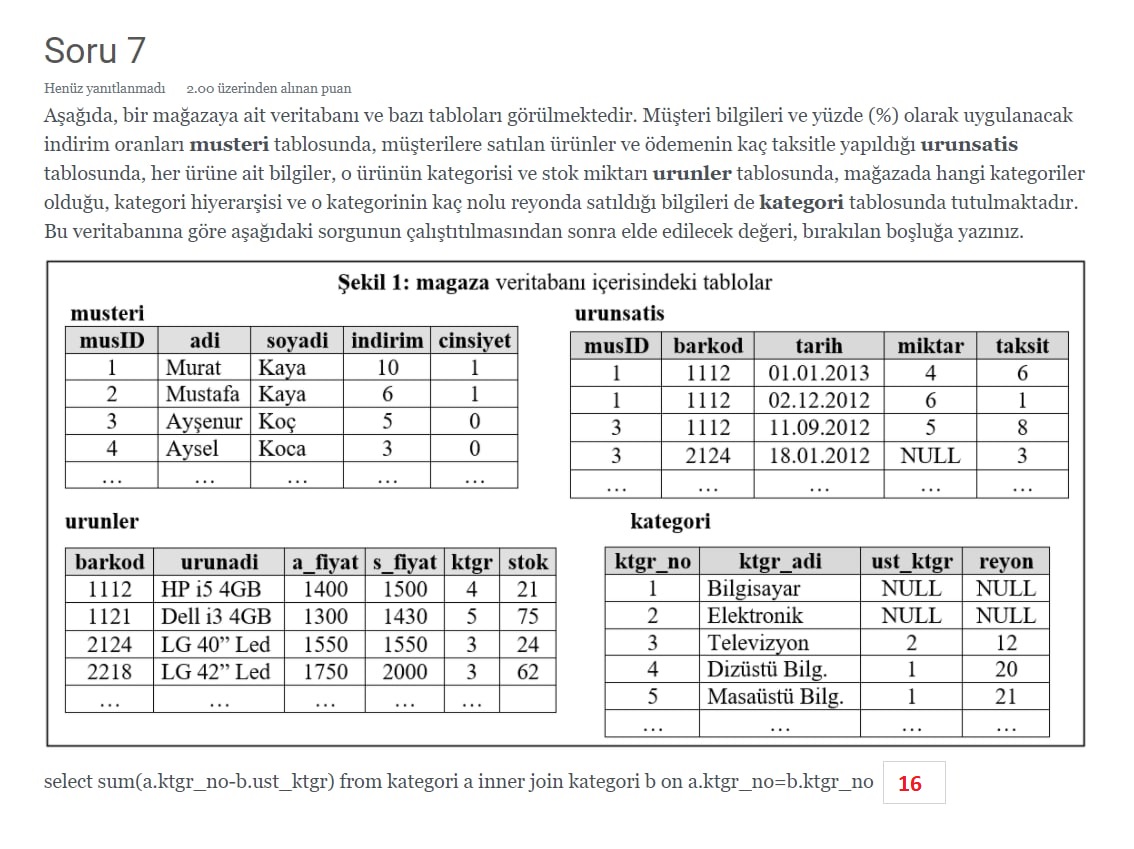 Soru 7
Henüz yanıtlanmadı 2.00 üzerinden alınan puan
Aşağıda, bir mağazaya ait veritabanı ve bazı tabloları görülmektedir. Müşteri bilgileri ve yüzde (%) olarak uygulanacak
indirim oranları musteri tablosunda, müşterilere satılan ürünler ve ödemenin kaç taksitle yapıldığı urunsatis
tablosunda, her ürüne ait bilgiler, o ürünün kategorisi ve stok miktarı urunler tablosunda, mağazada hangi kategoriler
olduğu, kategori hiyerarşisi ve o kategorinin kaç nolu reyonda satıldığı bilgileri de kategori tablosunda tutulmaktadır.
Bu veritabanına göre aşağıdaki sorgunun çalıştıtılmasından sonra elde edilecek değeri, bırakılan boşluğa yazınız.
Şekil 1: magaza veritabanı içerisindeki tablolar
musteri
musID adi soyadi indirim cinsiyet
1 Murat Kaya 10 1
2 Mustafa Kaya 6 1
3 Ayşenur Koç 5 0
4 Aysel Koca 3 0
... ... ... ... ...
urunsatis
musID barkod tarih miktar taksit
1 1112 01.01.2013 4 6
1 1112 02.12.2012 6 1
3 1112 11.09.2012 5 8
3 2124 18.01.2012 NULL 3
... ... ... ... ...
urunler
barkod urunadi a_fiyat s_fiyat ktgr stok
1112 HP i5 4GB 1400 1500 4 21
1121 Dell i3 4GB 1300 1430 5 75
2124 LG 40” Led 1550 1550 3 24
2218 LG 42” Led 1750 2000 3 62
... ... ... ... ...
kategori
ktgr_no ktgr_adi ust_ktgr reyon
1 Bilgisayar NULL NULL
2 Elektronik NULL NULL
3 Televizyon 2 12
4 Dizüstü Bilg. 1 20
5 Masaüstü Bilg. 1 21
... ... ... ...
select sum(a.ktgr_no-b.ust_ktgr) from kategori a inner join kategori b on a.ktgr_no=b.ktgr_no 16